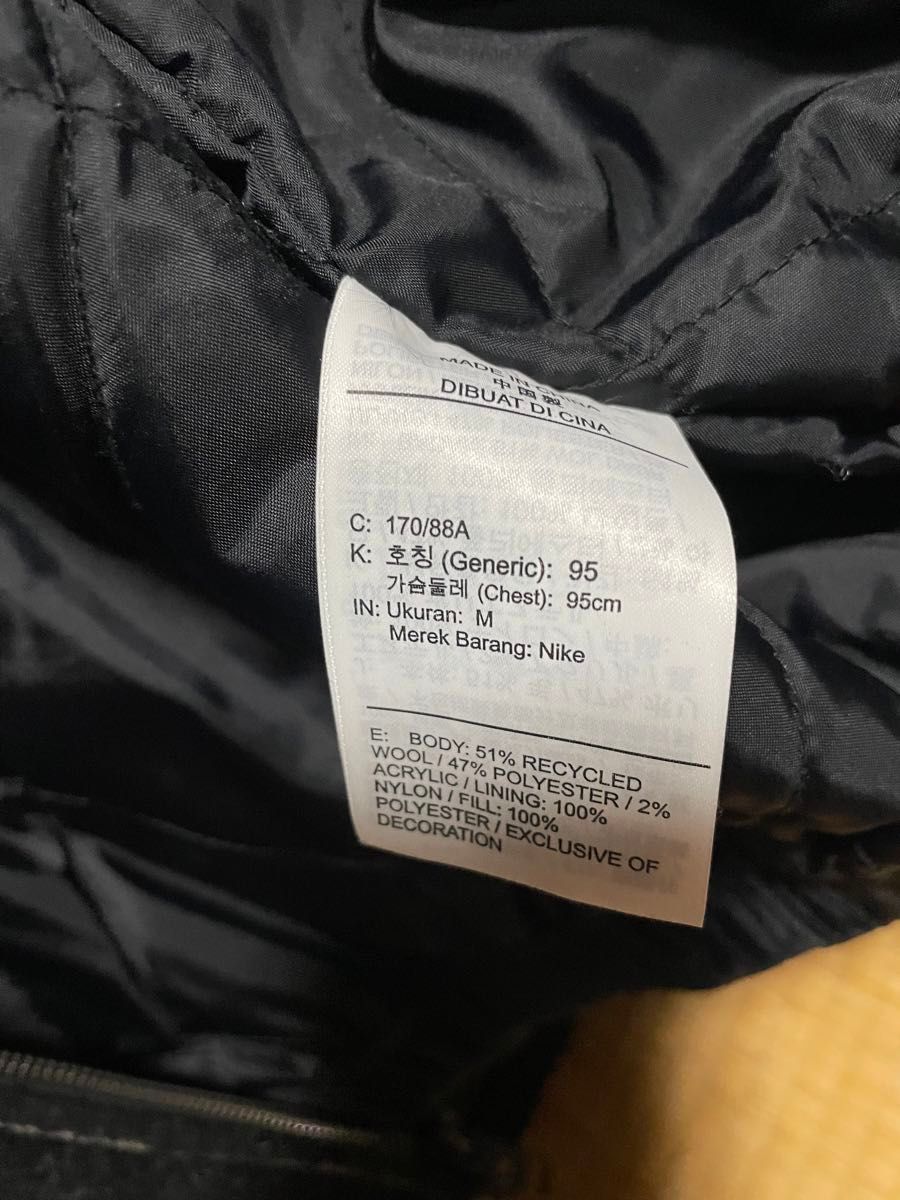 MADE IN CHINA
中国製
DIBUAT DI CINA
C: 170/88A
K: 호칭 (Generic): 95
가슴둘레 (Chest): 95cm
IN: Ukuran: M
Merek Barang: Nike
E: BODY: 51% RECYCLED
WOOL / 47% POLYESTER / 2%
ACRYLIC / LINING: 100%
NYLON / FILL: 100%
POLYESTER / EXCLUSIVE OF
DECORATION